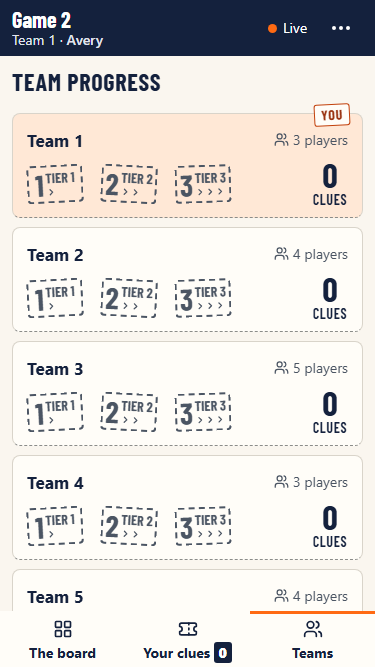 Game 2
Team 1 · Avery
Live
TEAM PROGRESS
YOU
Team 1
3 players
1 TIER 1 ›
2 TIER 2 › ›
3 TIER 3 › › ›
0
CLUES
Team 2
4 players
1 TIER 1 ›
2 TIER 2 › ›
3 TIER 3 › › ›
0
CLUES
Team 3
5 players
1 TIER 1 ›
2 TIER 2 › ›
3 TIER 3 › › ›
0
CLUES
Team 4
3 players
1 TIER 1 ›
2 TIER 2 › ›
3 TIER 3 › › ›
0
CLUES
Team 5
4 players
The board
Your clues 0
Teams